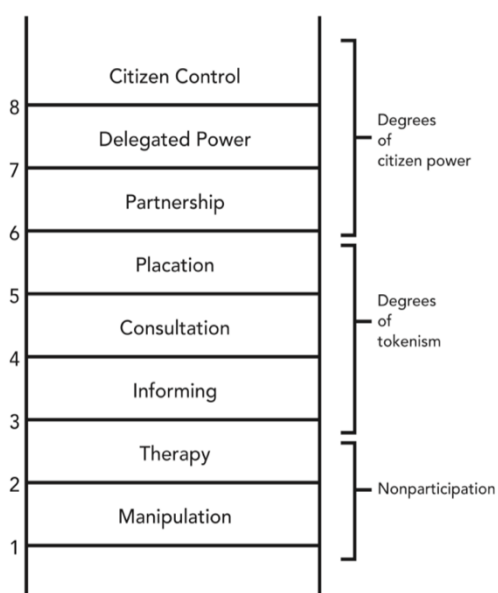 Citizen Control
8
Delegated Power
7
Partnership
6
Placation
5
Consultation
4
Informing
3
Therapy
2
Manipulation
1
Degrees
of
citizen power
Degrees
of
tokenism
Nonparticipation